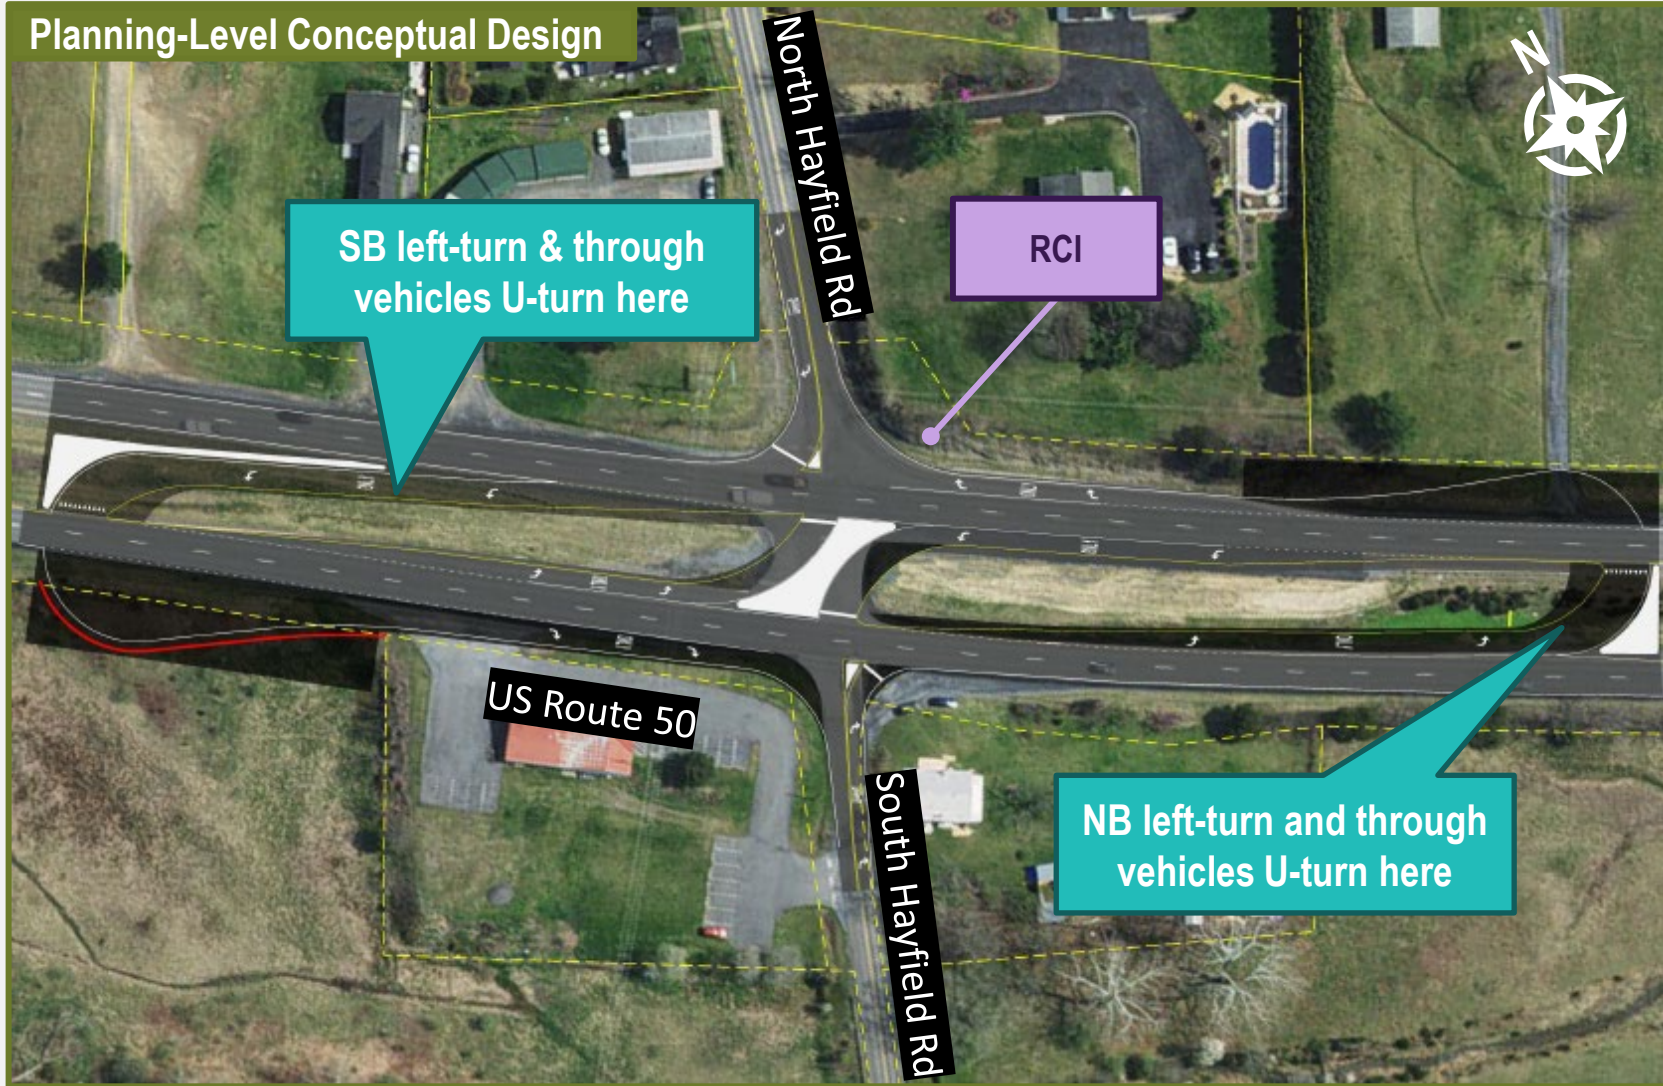 Planning-Level Conceptual Design
N
North Hayfield Rd
SB left-turn & through
vehicles U-turn here
RCI
US Route 50
South Hayfield Rd
NB left-turn and through
vehicles U-turn here